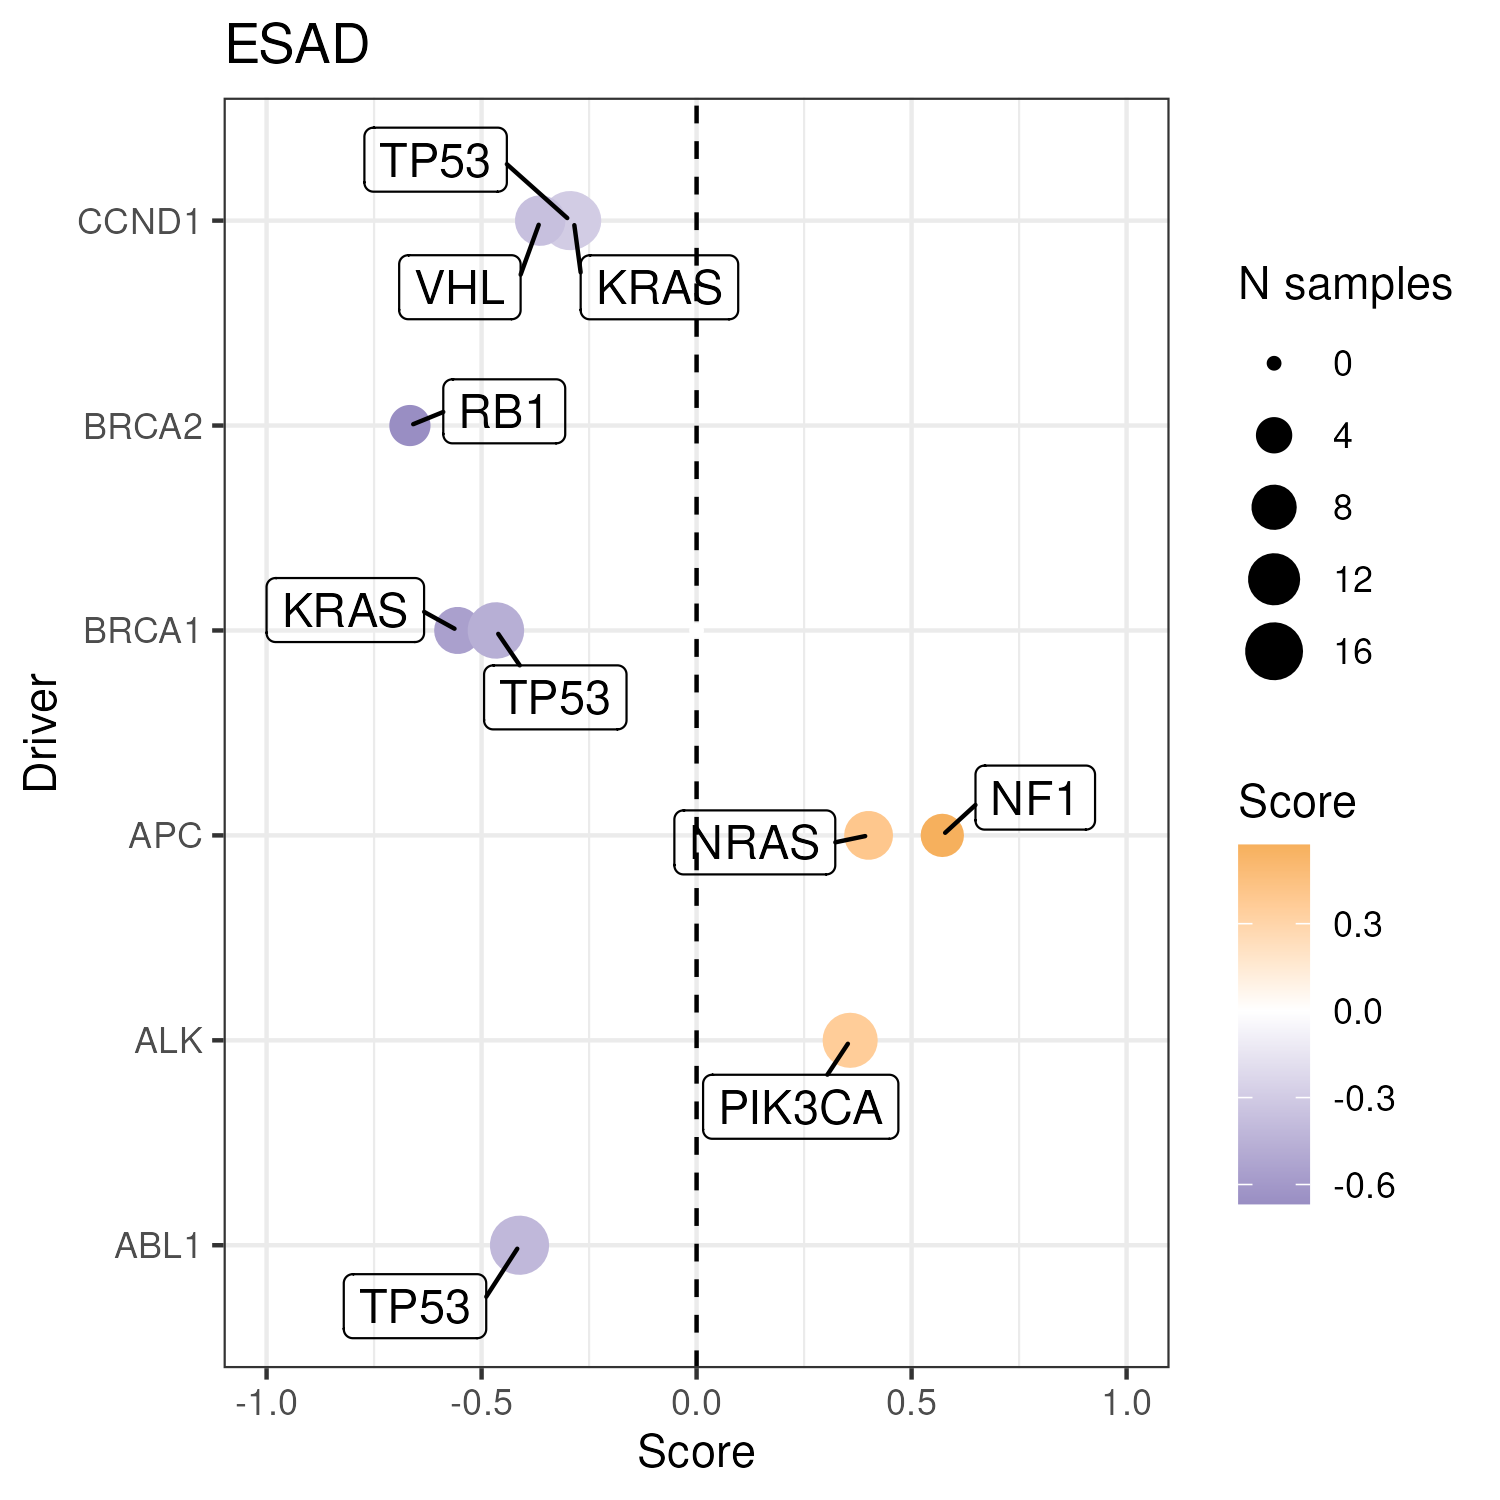 ESAD
Driver
CCND1
BRCA2
BRCA1
APC
ALK
ABL1
TP53
VHL
KRAS
RB1
KRAS
TP53
NRAS
NF1
PIK3CA
TP53
-1.0
-0.5
0.0
0.5
1.0
Score
N samples
0
4
8
12
16
Score
0.3
0.0
-0.3
-0.6